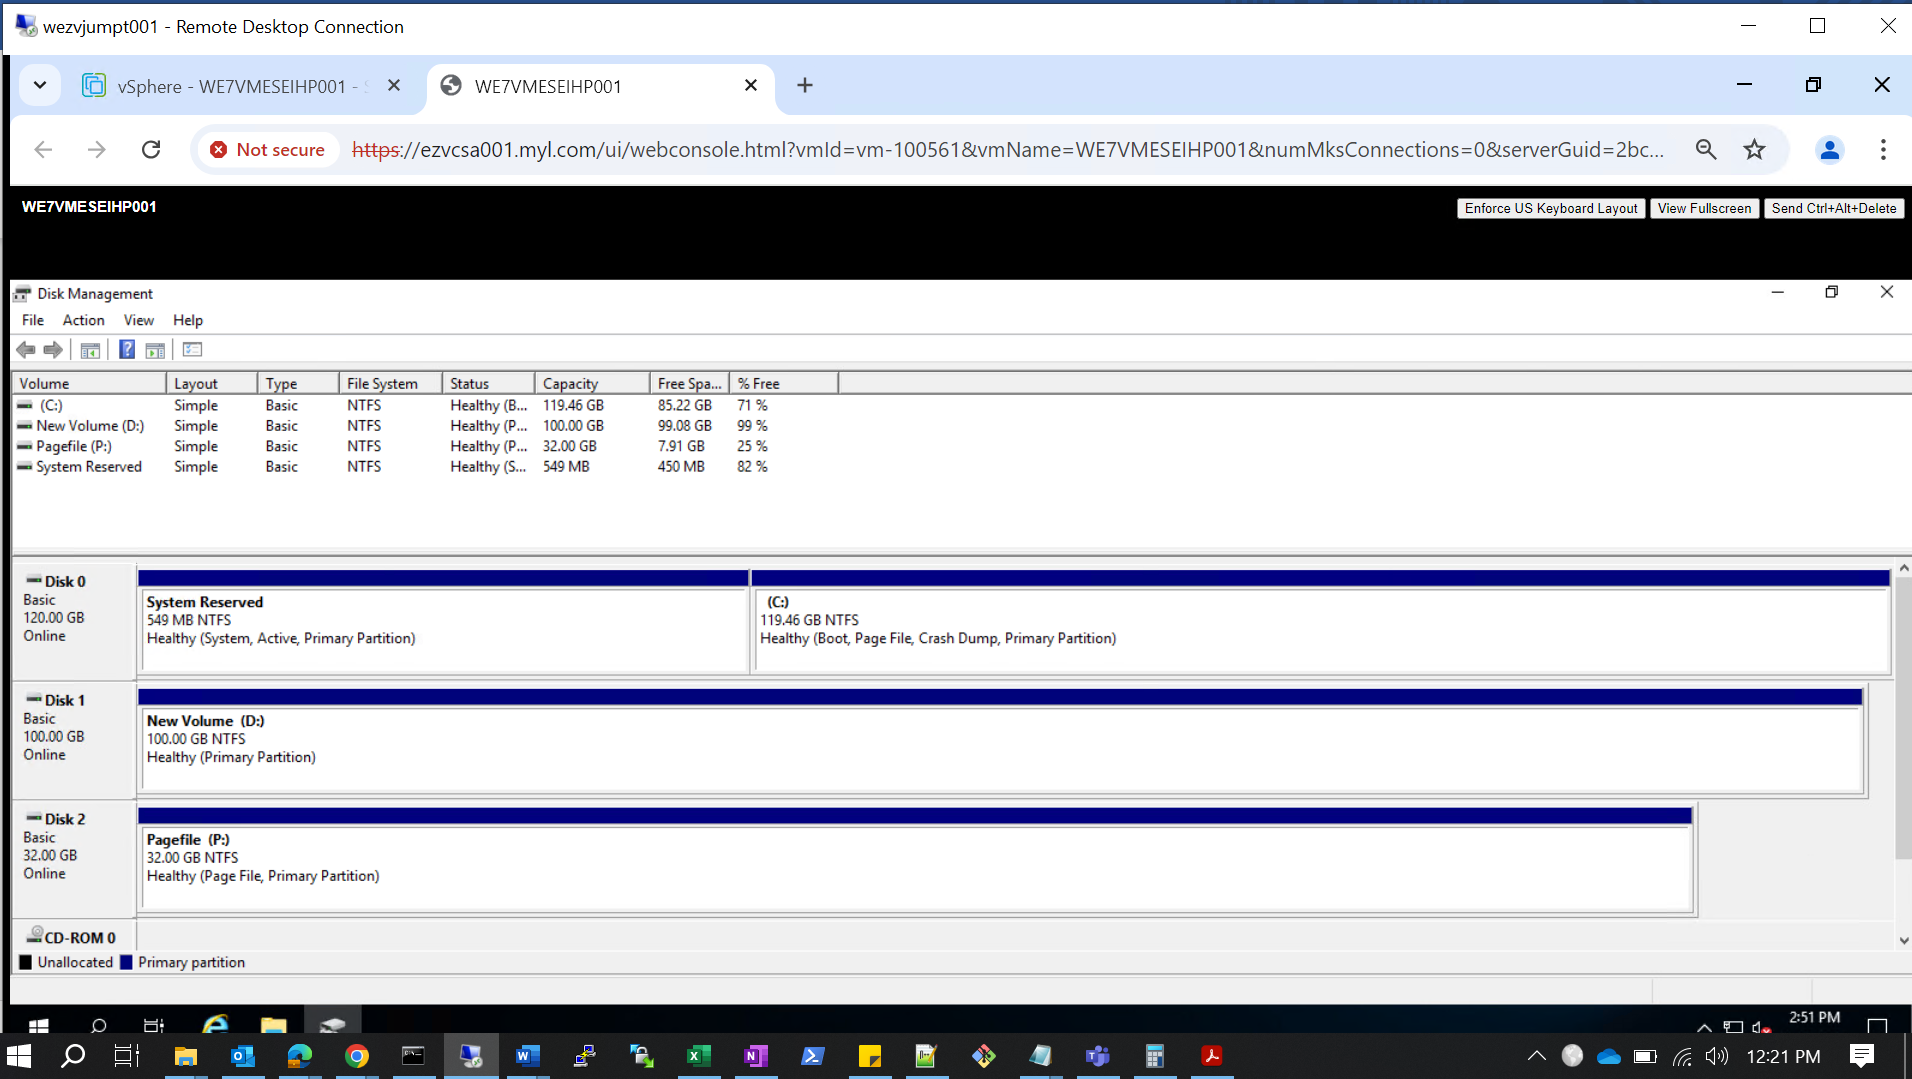 wezvjumpt001 - Remote Desktop Connection
vSphere - WE7VMESEIHP001 -
WE7VMESEIHP001
Not secure https://ezvcsa001.myl.com/ui/webconsole.html?vmId=vm-100561&vmName=WE7VMESEIHP001&numMksConnections=0&serverGuid=2bc...
WE7VMESEIHP001
Enforce US Keyboard Layout View Fullscreen Send Ctrl+Alt+Delete
Disk Management
File Action View Help
Volume Layout Type File System Status Capacity Free Spa... % Free
(C:) Simple Basic NTFS Healthy (B... 119.46 GB 85.22 GB 71 %
New Volume (D:) Simple Basic NTFS Healthy (P... 100.00 GB 99.08 GB 99 %
Pagefile (P:) Simple Basic NTFS Healthy (P... 32.00 GB 7.91 GB 25 %
System Reserved Simple Basic NTFS Healthy (S... 549 MB 450 MB 82 %
Disk 0
Basic
120.00 GB
Online
System Reserved
549 MB NTFS
Healthy (System, Active, Primary Partition)
(C:)
119.46 GB NTFS
Healthy (Boot, Page File, Crash Dump, Primary Partition)
Disk 1
Basic
100.00 GB
Online
New Volume (D:)
100.00 GB NTFS
Healthy (Primary Partition)
Disk 2
Basic
32.00 GB
Online
Pagefile (P:)
32.00 GB NTFS
Healthy (Page File, Primary Partition)
CD-ROM 0
Unallocated Primary partition
2:51 PM
12:21 PM